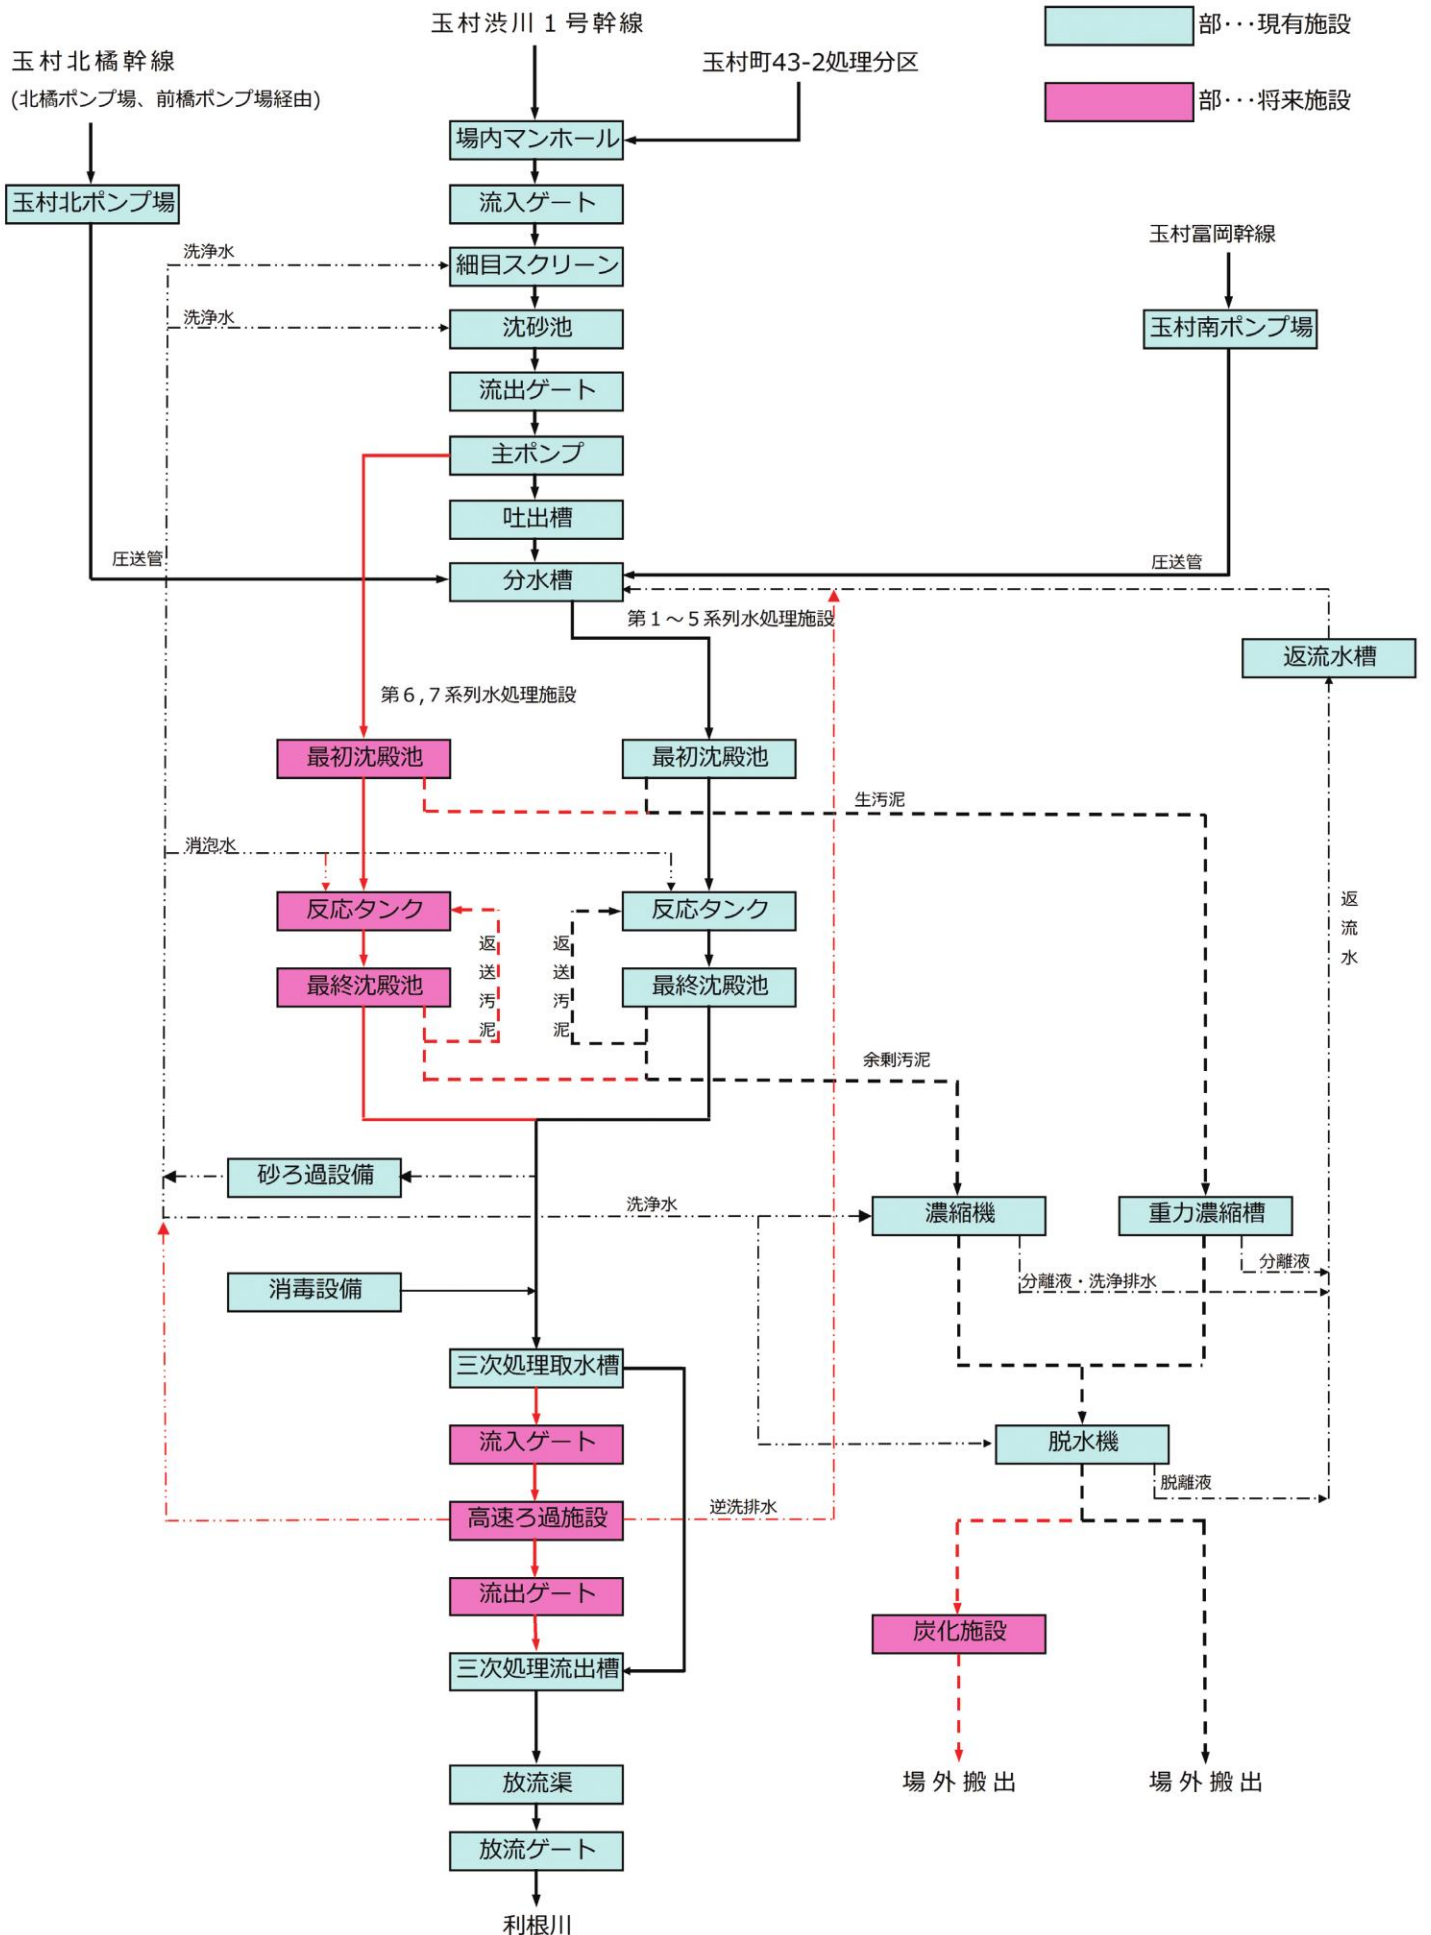 玉村渋川１号幹線
部･･･現有施設
玉村北橘幹線
(北橘ポンプ場、前橋ポンプ場経由)
玉村町43-2処理分区
部･･･将来施設
場内マンホール
玉村北ポンプ場
流入ゲート
玉村冨岡幹線
洗浄水
細目スクリーン
洗浄水
沈砂池
玉村南ポンプ場
流出ゲート
主ポンプ
吐出槽
圧送管
分水槽
圧送管
第１～５系列水処理施設
返流水槽
第６,７系列水処理施設
最初沈殿池
最初沈殿池
生汚泥
消泡水
反応タンク
反応タンク
返送汚泥
返送汚泥
返流水
最終沈殿池
最終沈殿池
余剰汚泥
砂ろ過設備
洗浄水
濃縮機
重力濃縮槽
分離液
分離液・洗浄排水
消毒設備
三次処理取水槽
流入ゲート
脱水機
脱離液
高速ろ過施設
逆洗排水
流出ゲート
炭化施設
三次処理流出槽
放流渠
場外搬出
場外搬出
放流ゲート
利根川